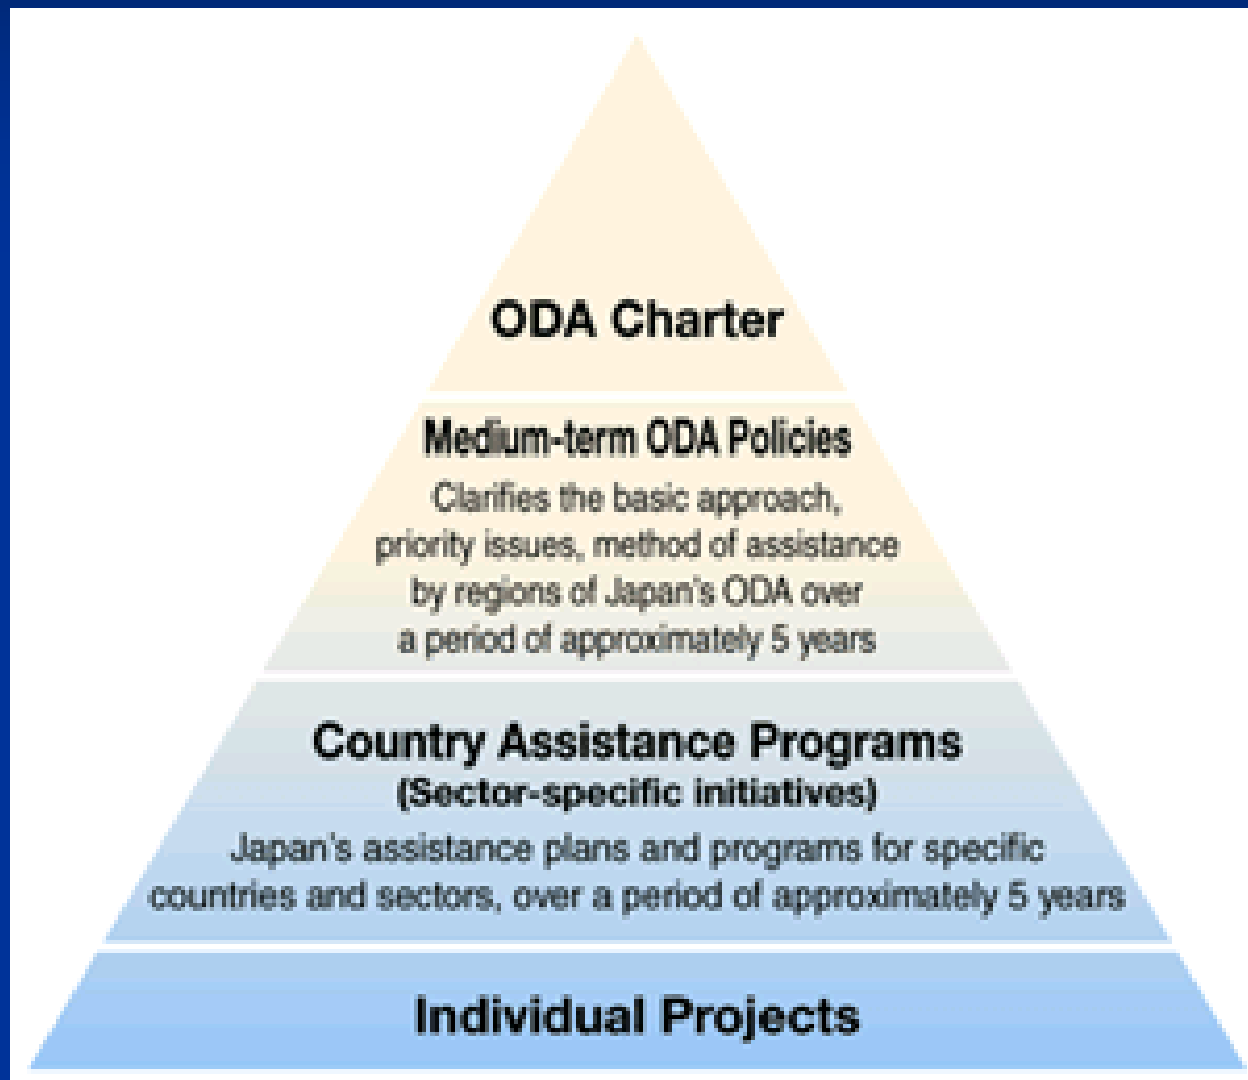 ODA Charter
Medium-term ODA Policies
Clarifies the basic approach,
priority issues, method of assistance
by regions of Japan's ODA over
a period of approximately 5 years
Country Assistance Programs
(Sector-specific initiatives)
Japan's assistance plans and programs for specific
countries and sectors, over a period of approximately 5 years
Individual Projects